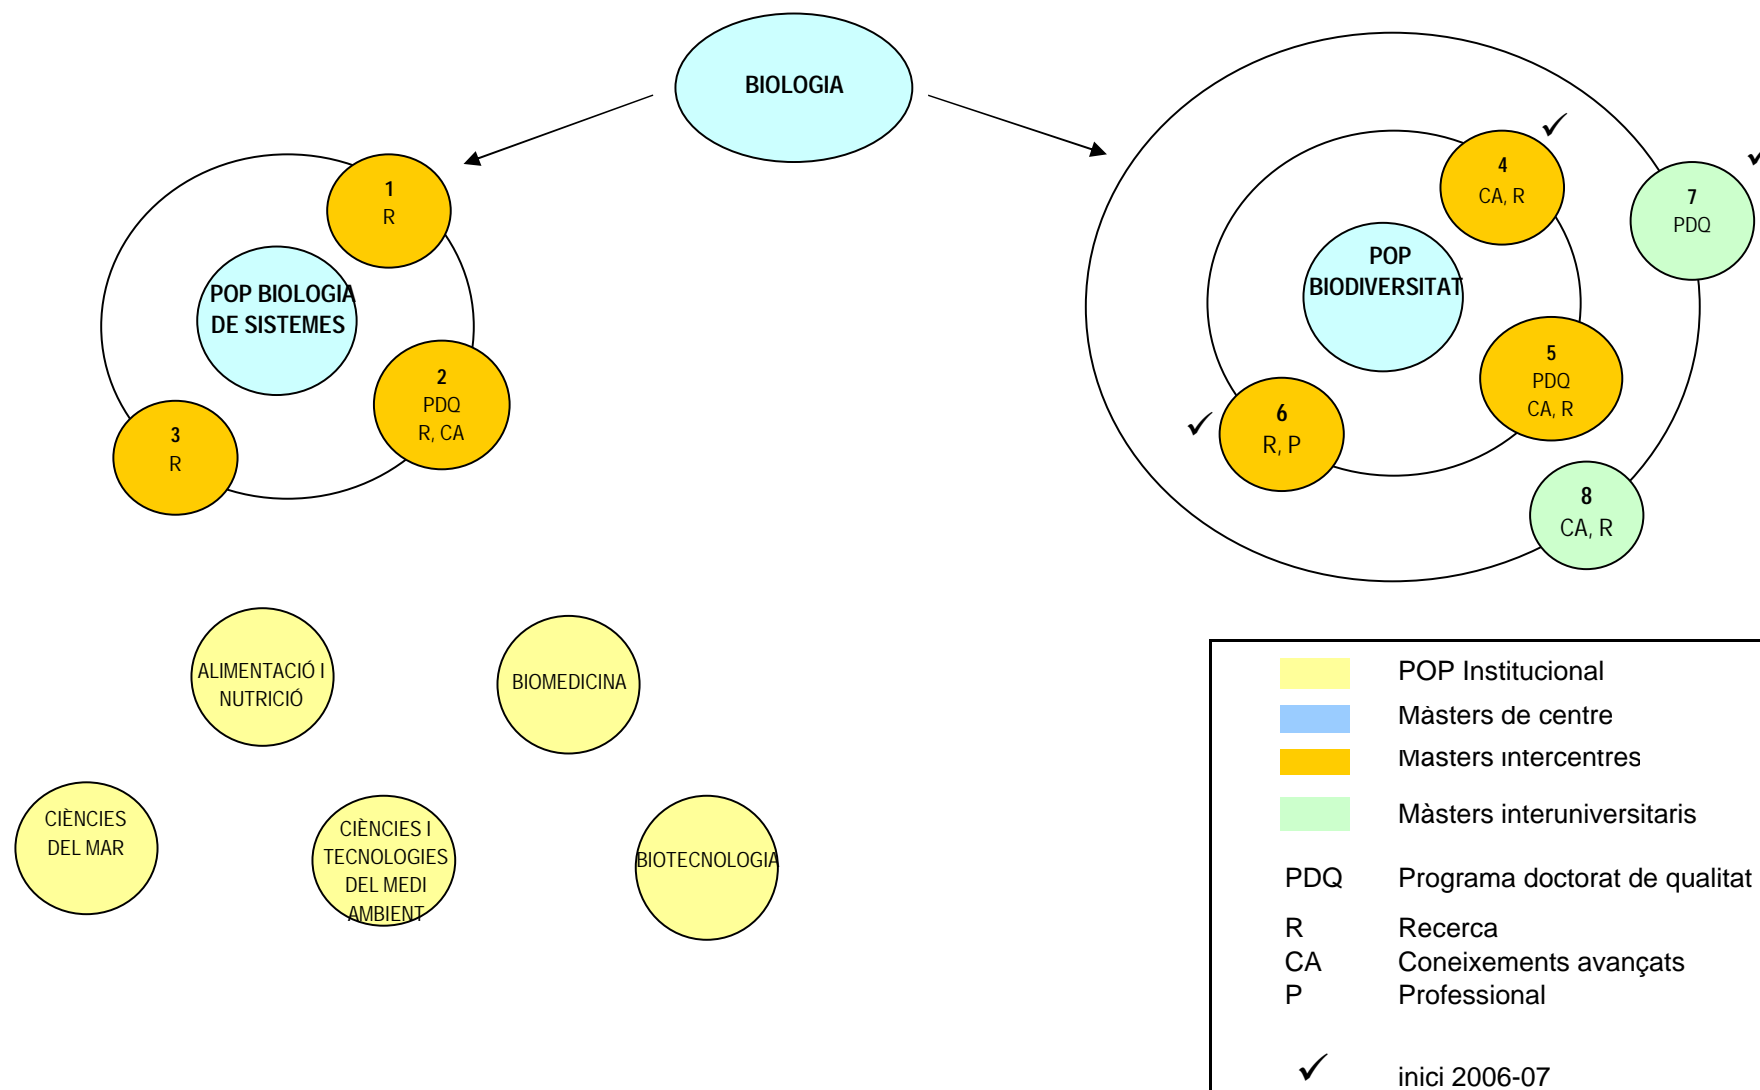 BIOLOGIA
1
R
POP BIOLOGIA
DE SISTEMES
2
PDQ
R, CA
3
R
4
CA, R
7
PDQ
POP
BIODIVERSITAT
5
PDQ
CA, R
6
R, P
8
CA, R
ALIMENTACIÓ I
NUTRICIÓ
BIOMEDICINA
CIÈNCIES
DEL MAR
CIÈNCIES I
TECNOLOGIES
DEL MEDI
AMBIENT
BIOTECNOLOGIA
POP Institucional
Màsters de centre
Màsters intercentres
Màsters interuniversitaris
PDQ Programa doctorat de qualitat
R Recerca
CA Coneixements avançats
P Professional
✓ inici 2006-07